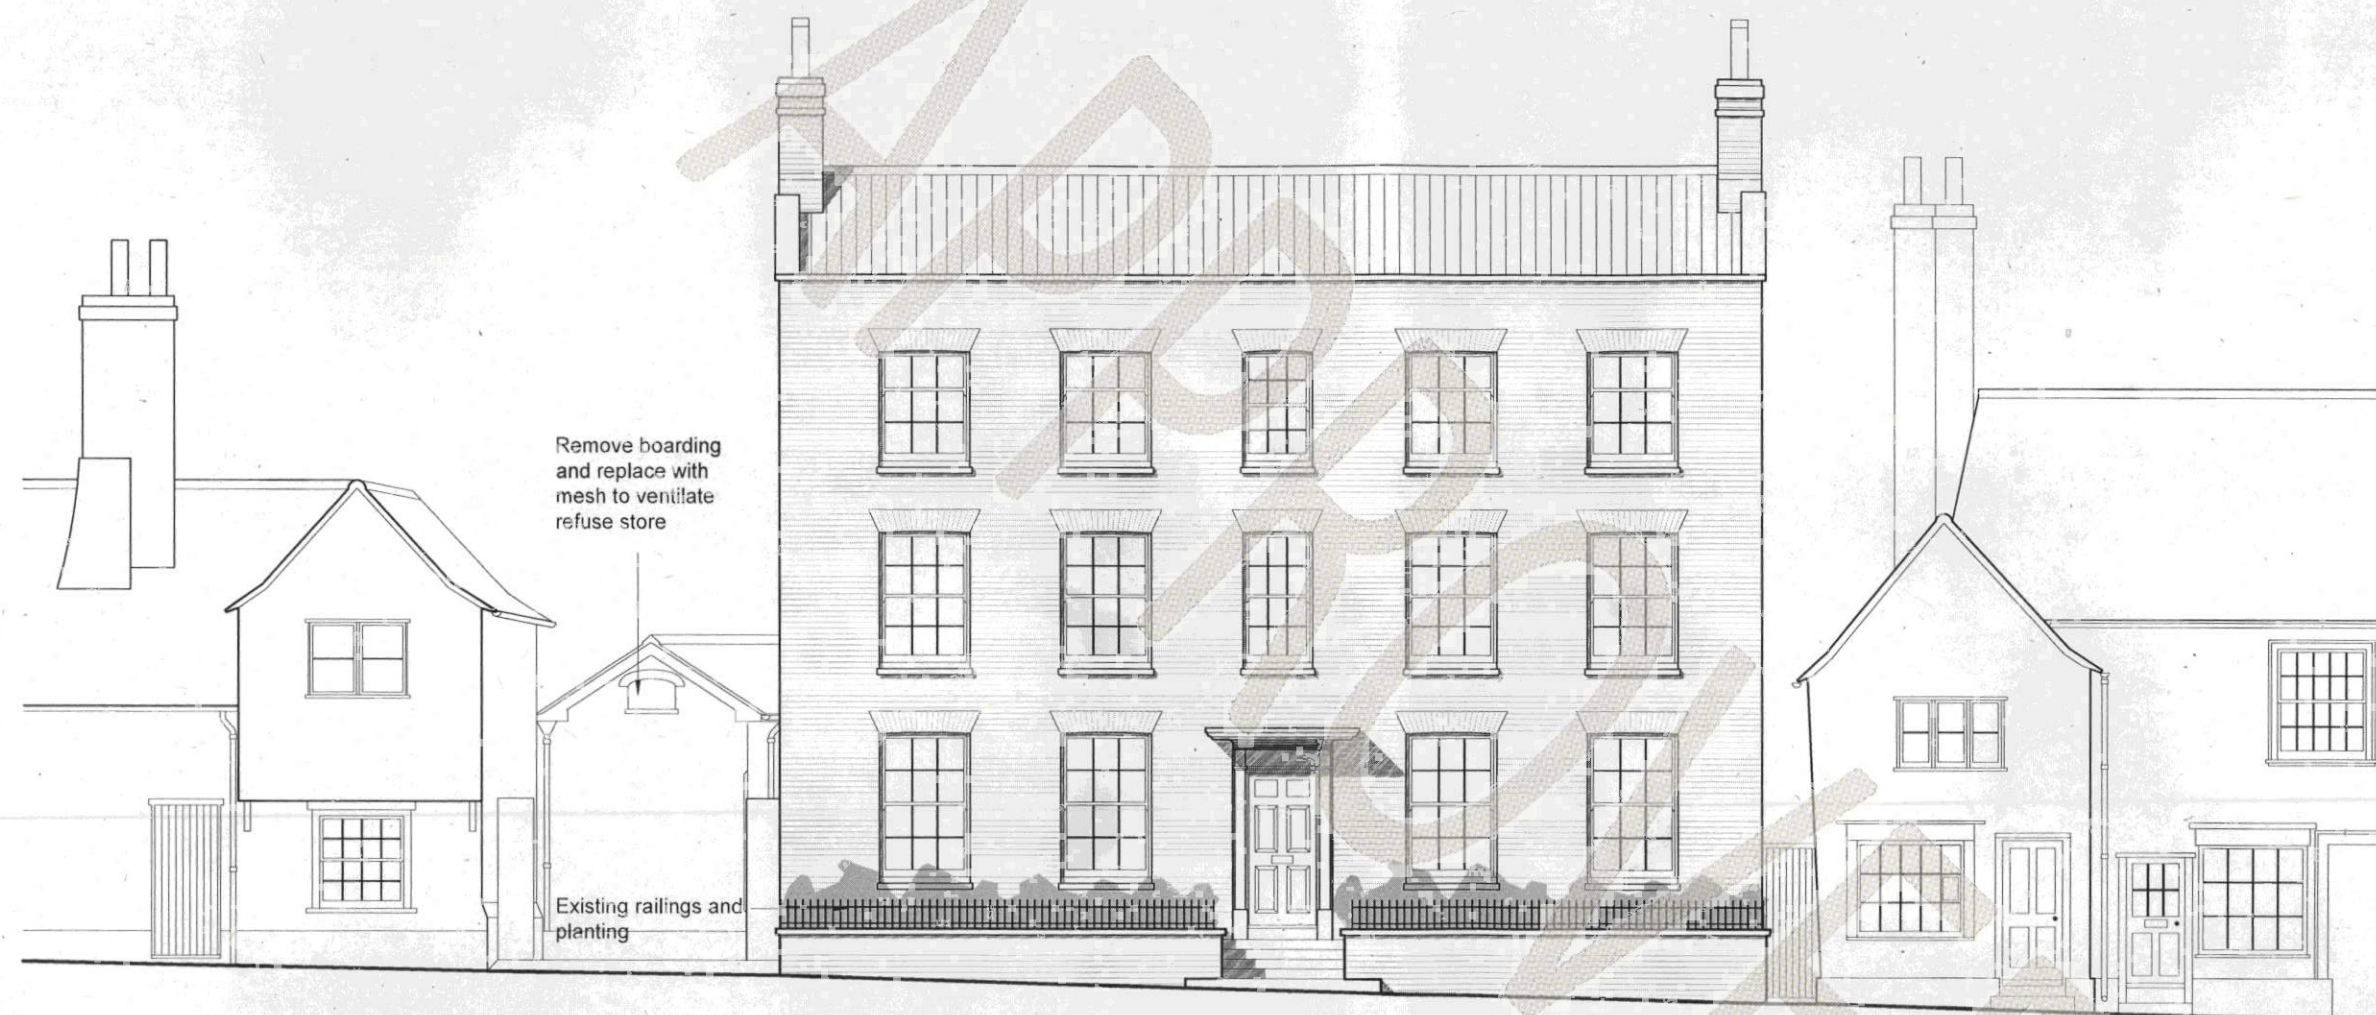 Remove boarding
and replace with
mesh to ventilate
refuse store
Existing railings and
planting